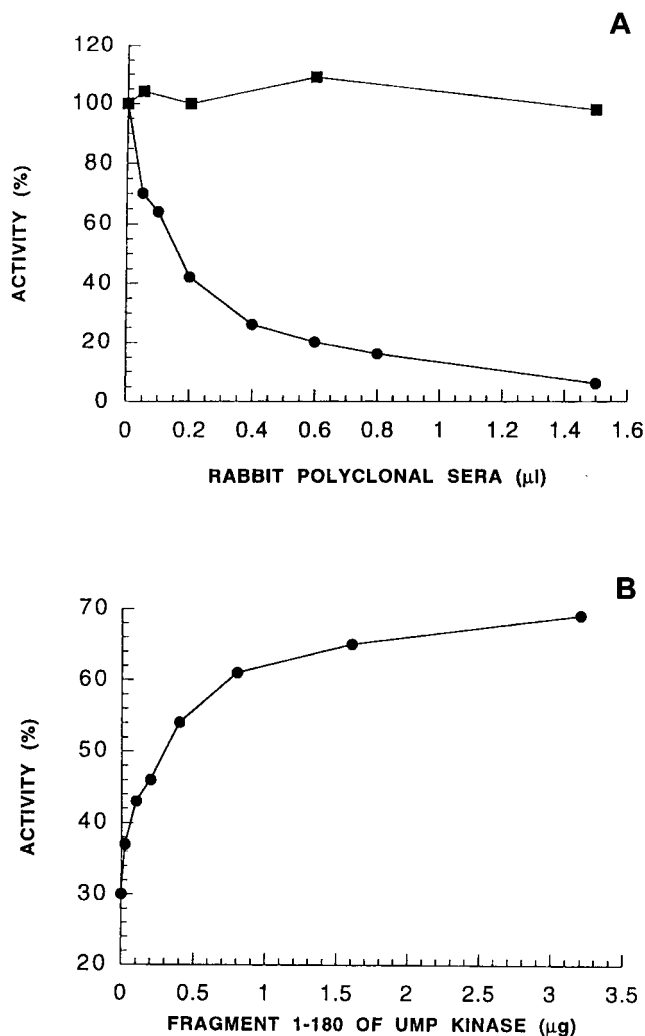 A
120
100
80
60
40
20
0
ACTIVITY (%)
0 0.2 0.4 0.6 0.8 1 1.2 1.4 1.6
RABBIT POLYCLONAL SERA (µl)
B
70
60
50
40
30
20
ACTIVITY (%)
0 0.5 1 1.5 2 2.5 3 3.5
FRAGMENT 1-180 OF UMP KINASE (µg)